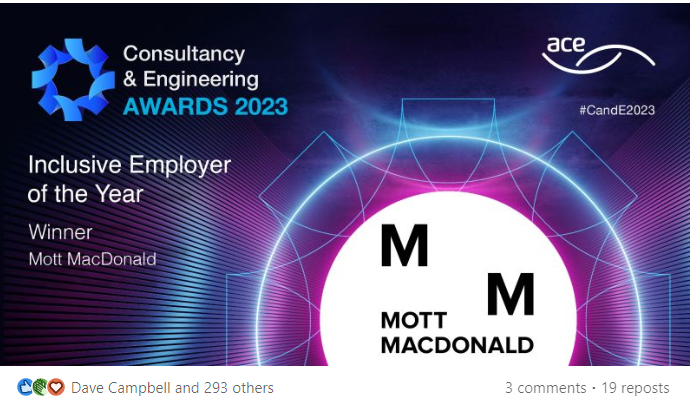 Consultancy
& Engineering
AWARDS 2023
ace
#CandE2023
Inclusive Employer
of the Year
Winner
Mott MacDonald
M
M
MOTT
MACDONALD
Dave Campbell and 293 others
3 comments · 19 reposts